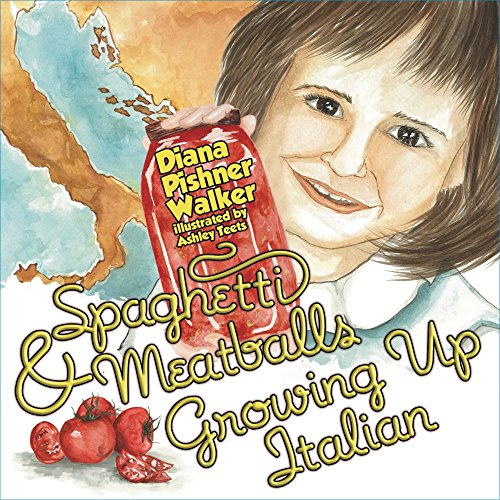 Diana
Pishner
Walker
illustrated by
Ashley Teets
Spaghetti
& Meatballs
Growing Up
Italian